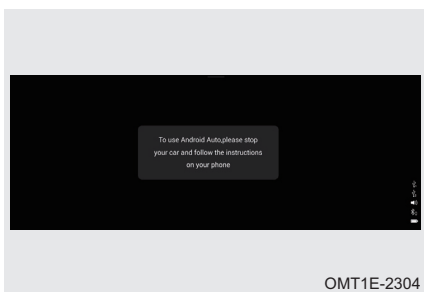 To use Android Auto,please stop
your car and follow the instructions
on your phone
OMT1E-2304